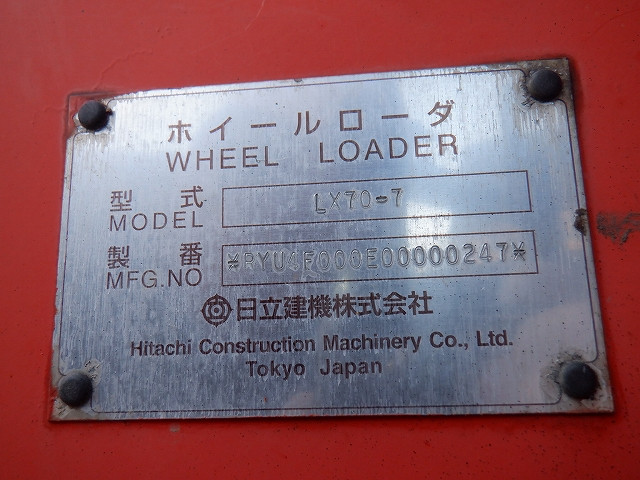 ホイールローダ
WHEEL LOADER
型式 LX70-7
MODEL
製番 *RYU4F000E00000247*
MFG.NO
日立建機株式会社
Hitachi Construction Machinery Co., Ltd.
Tokyo Japan